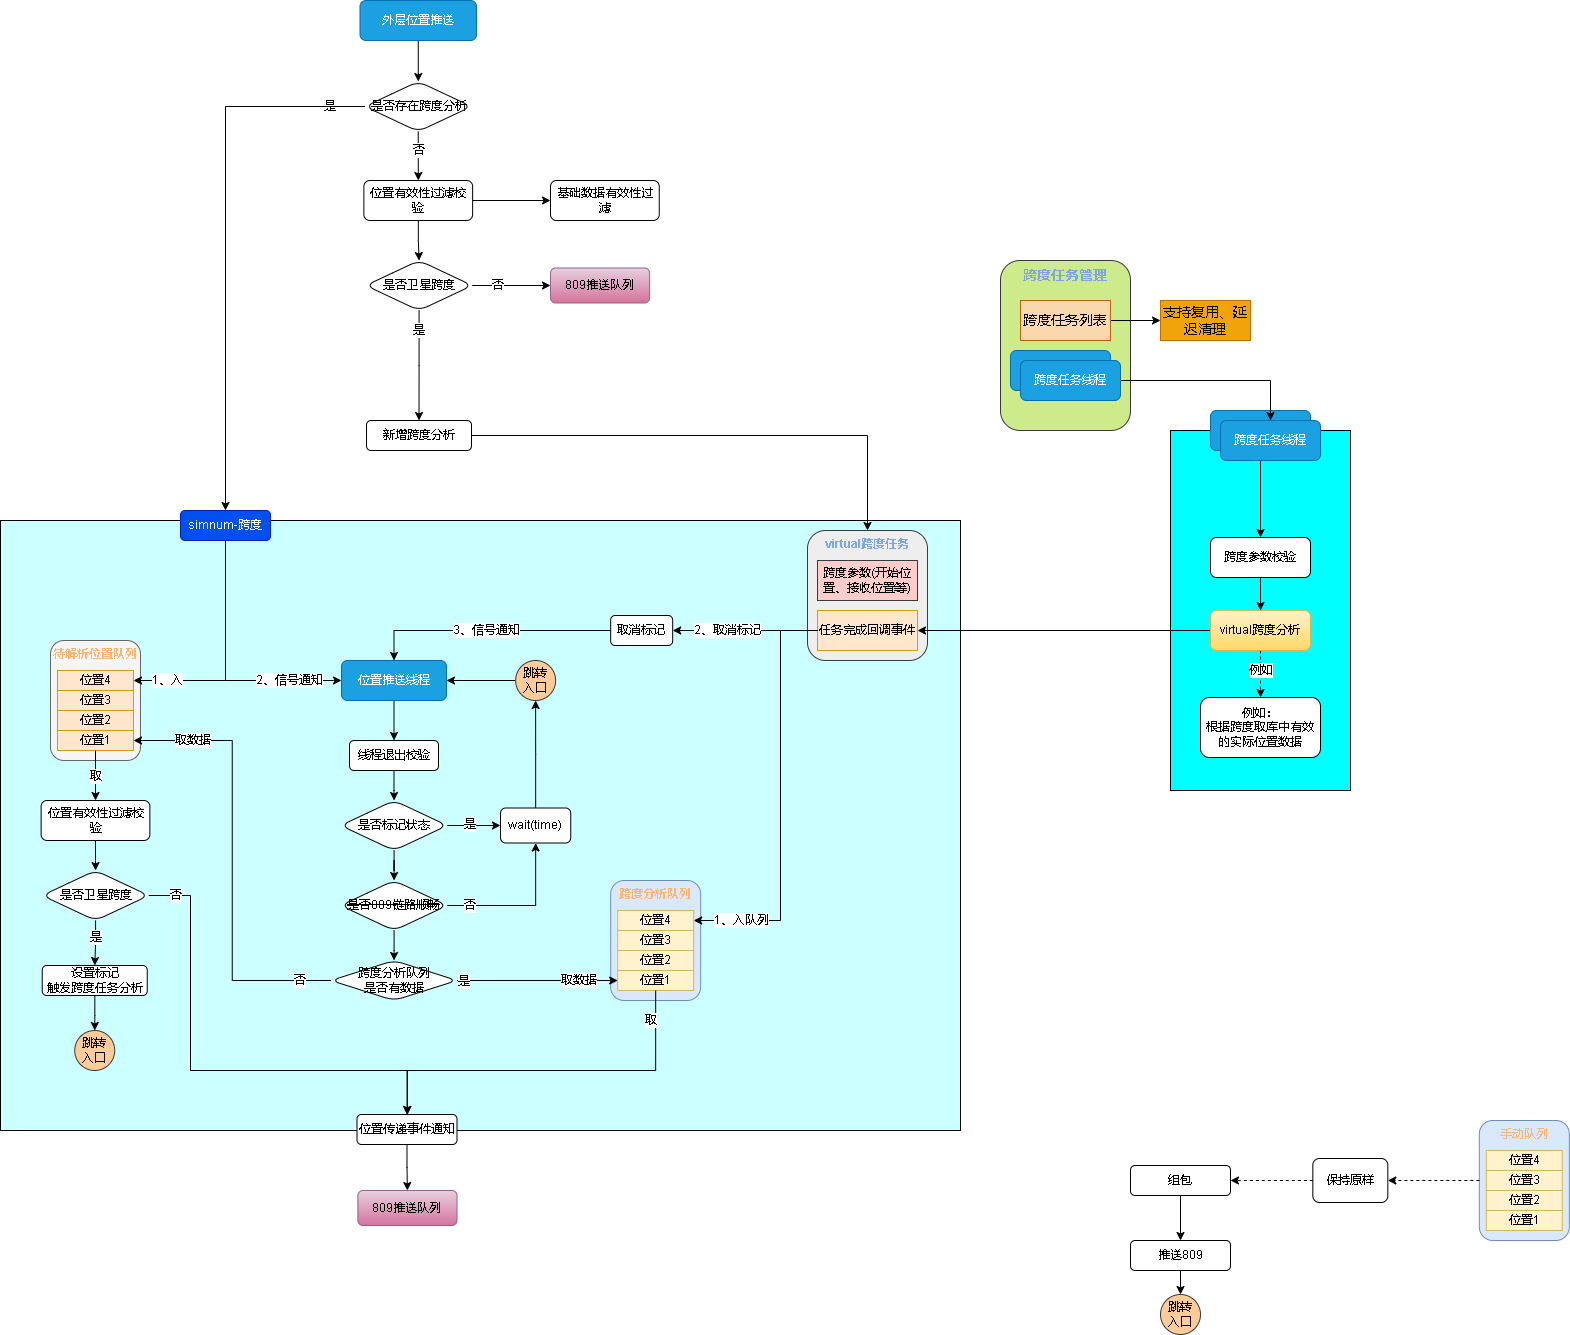 外层位置推送
是否存在跨度分析
是
否
位置有效性过滤校
验
基础数据有效性过
滤
是否卫星跨度
否
809推送队列
是
新增跨度分析
跨度任务管理
跨度任务列表
支持复用、延
迟清理
跨度任务线程
跨度任务线程
跨度参数校验
virtual跨度分析
例如
例如：
根据跨度取库中有效
的实际位置数据
simnum-跨度
virtual跨度任务
跨度参数(开始位
置、接收位置等)
任务完成回调事件
2、取消标记
取消标记
3、信号通知
待解析位置队列
位置4
位置3
位置2
位置1
1、入
2、信号通知
位置推送线程
跳转
入口
取数据
线程退出校验
取
位置有效性过滤校
验
是否标记状态
是
wait(time)
是否卫星跨度
否
是否009链路顺畅
否
是
设置标记
触发跨度任务分析
跳转
入口
跨度分析队列
位置4
位置3
位置2
位置1
1、入队列
跨度分析队列
是否有数据
否
是
取数据
取
位置传递事件通知
809推送队列
手动队列
位置4
位置3
位置2
位置1
保持原样
组包
推送809
跳转
入口